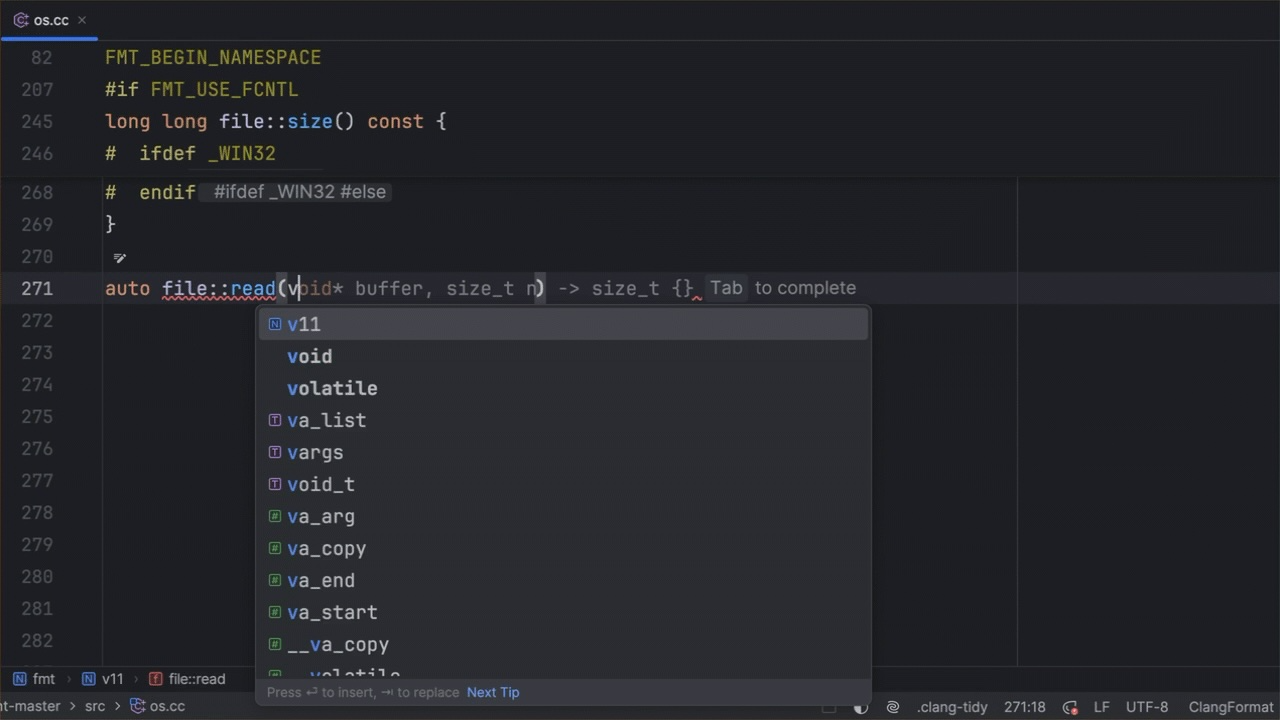 os.cc
82 FMT_BEGIN_NAMESPACE
207 #if FMT_USE_FCNTL
245 long long file::size() const {
246 #  ifdef _WIN32
268 #  endif #ifdef _WIN32 #else
269 }
270
271 auto file::read(void* buffer, size_t n) -> size_t {} Tab to complete
272 v11
273 void
274 volatile
275 va_list
276 vargs
277 void_t
278 va_arg
279 va_copy
280 va_end
281 va_start
282 __va_copy
__volatile
Press ⏎ to insert, ⇥ to replace Next Tip
fmt > v11 > file::read
nt-master > src > os.cc .clang-tidy 271:18 LF UTF-8 ClangFormat